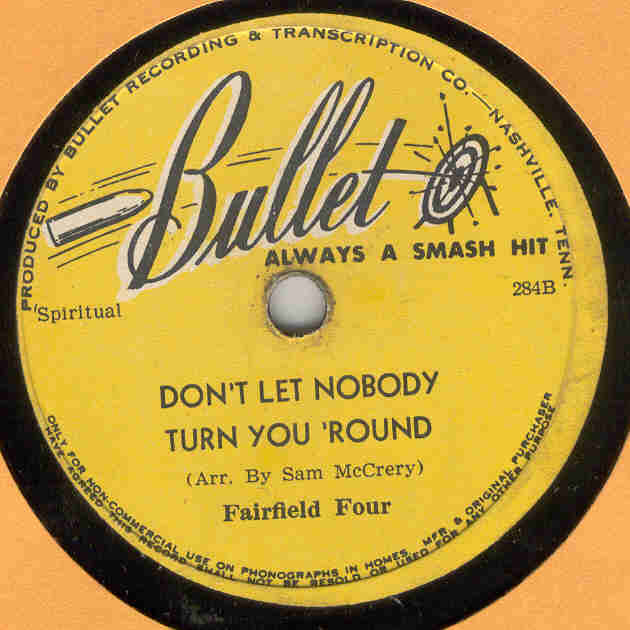 PRODUCED BY BULLET RECORDING & TRANSCRIPTION CO.—NASHVILLE, TENN.
Bullet
ALWAYS A SMASH HIT
Spiritual
284B
DON'T LET NOBODY
TURN YOU 'ROUND
(Arr. By Sam McCrery)
Fairfield Four
ONLY FOR NON-COMMERCIAL USE ON PHONOGRAPHS IN HOMES. MFR. & ORIGINAL PURCHASER
HAVE AGREED THIS RECORD SHALL NOT BE RESOLD OR USED FOR ANY OTHER PURPOSE